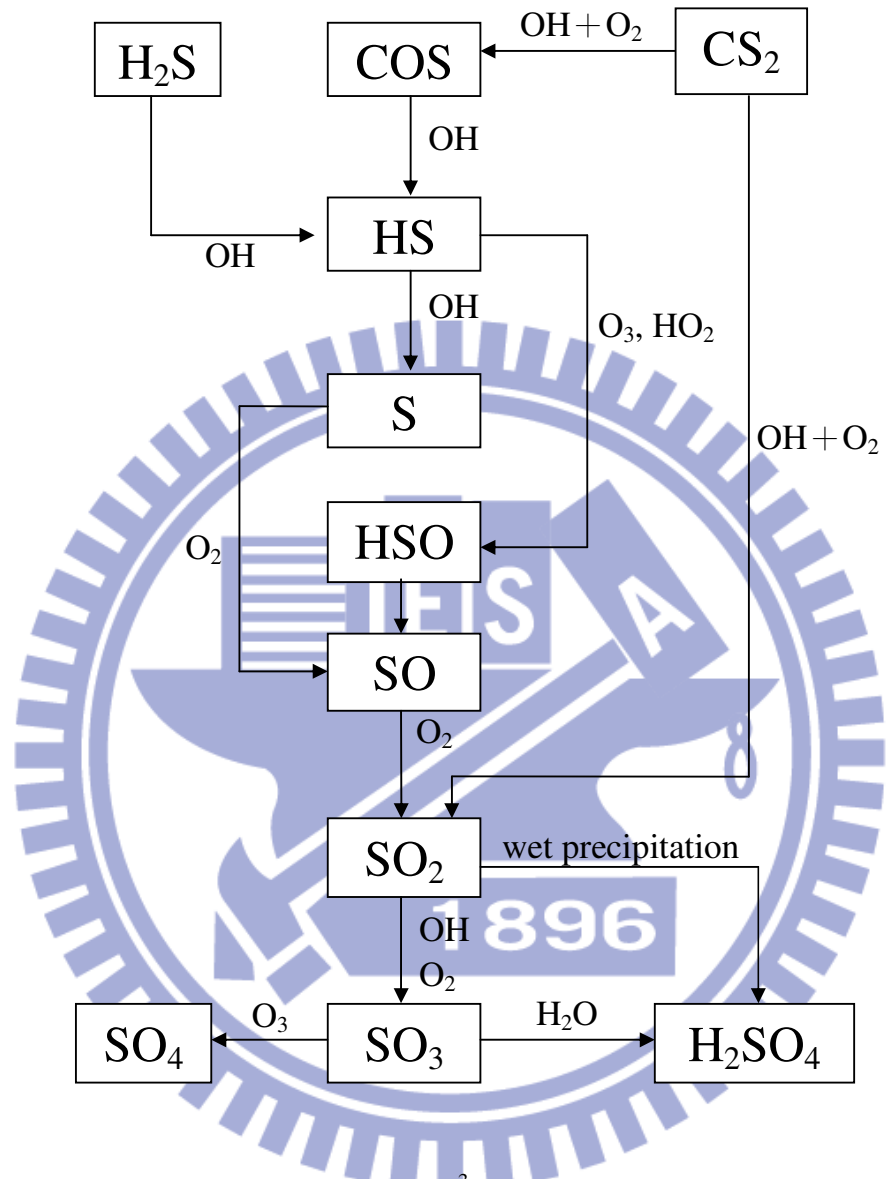 OH+O₂
H₂S
COS
CS₂
OH
HS
OH
OH
O₃, HO₂
S
OH+O₂
O₂
HSO
IEIS
A
SO
O₂
SO₂
wet precipitation
1896
OH
O₂
O₃
H₂O
SO₄
SO₃
H₂SO₄